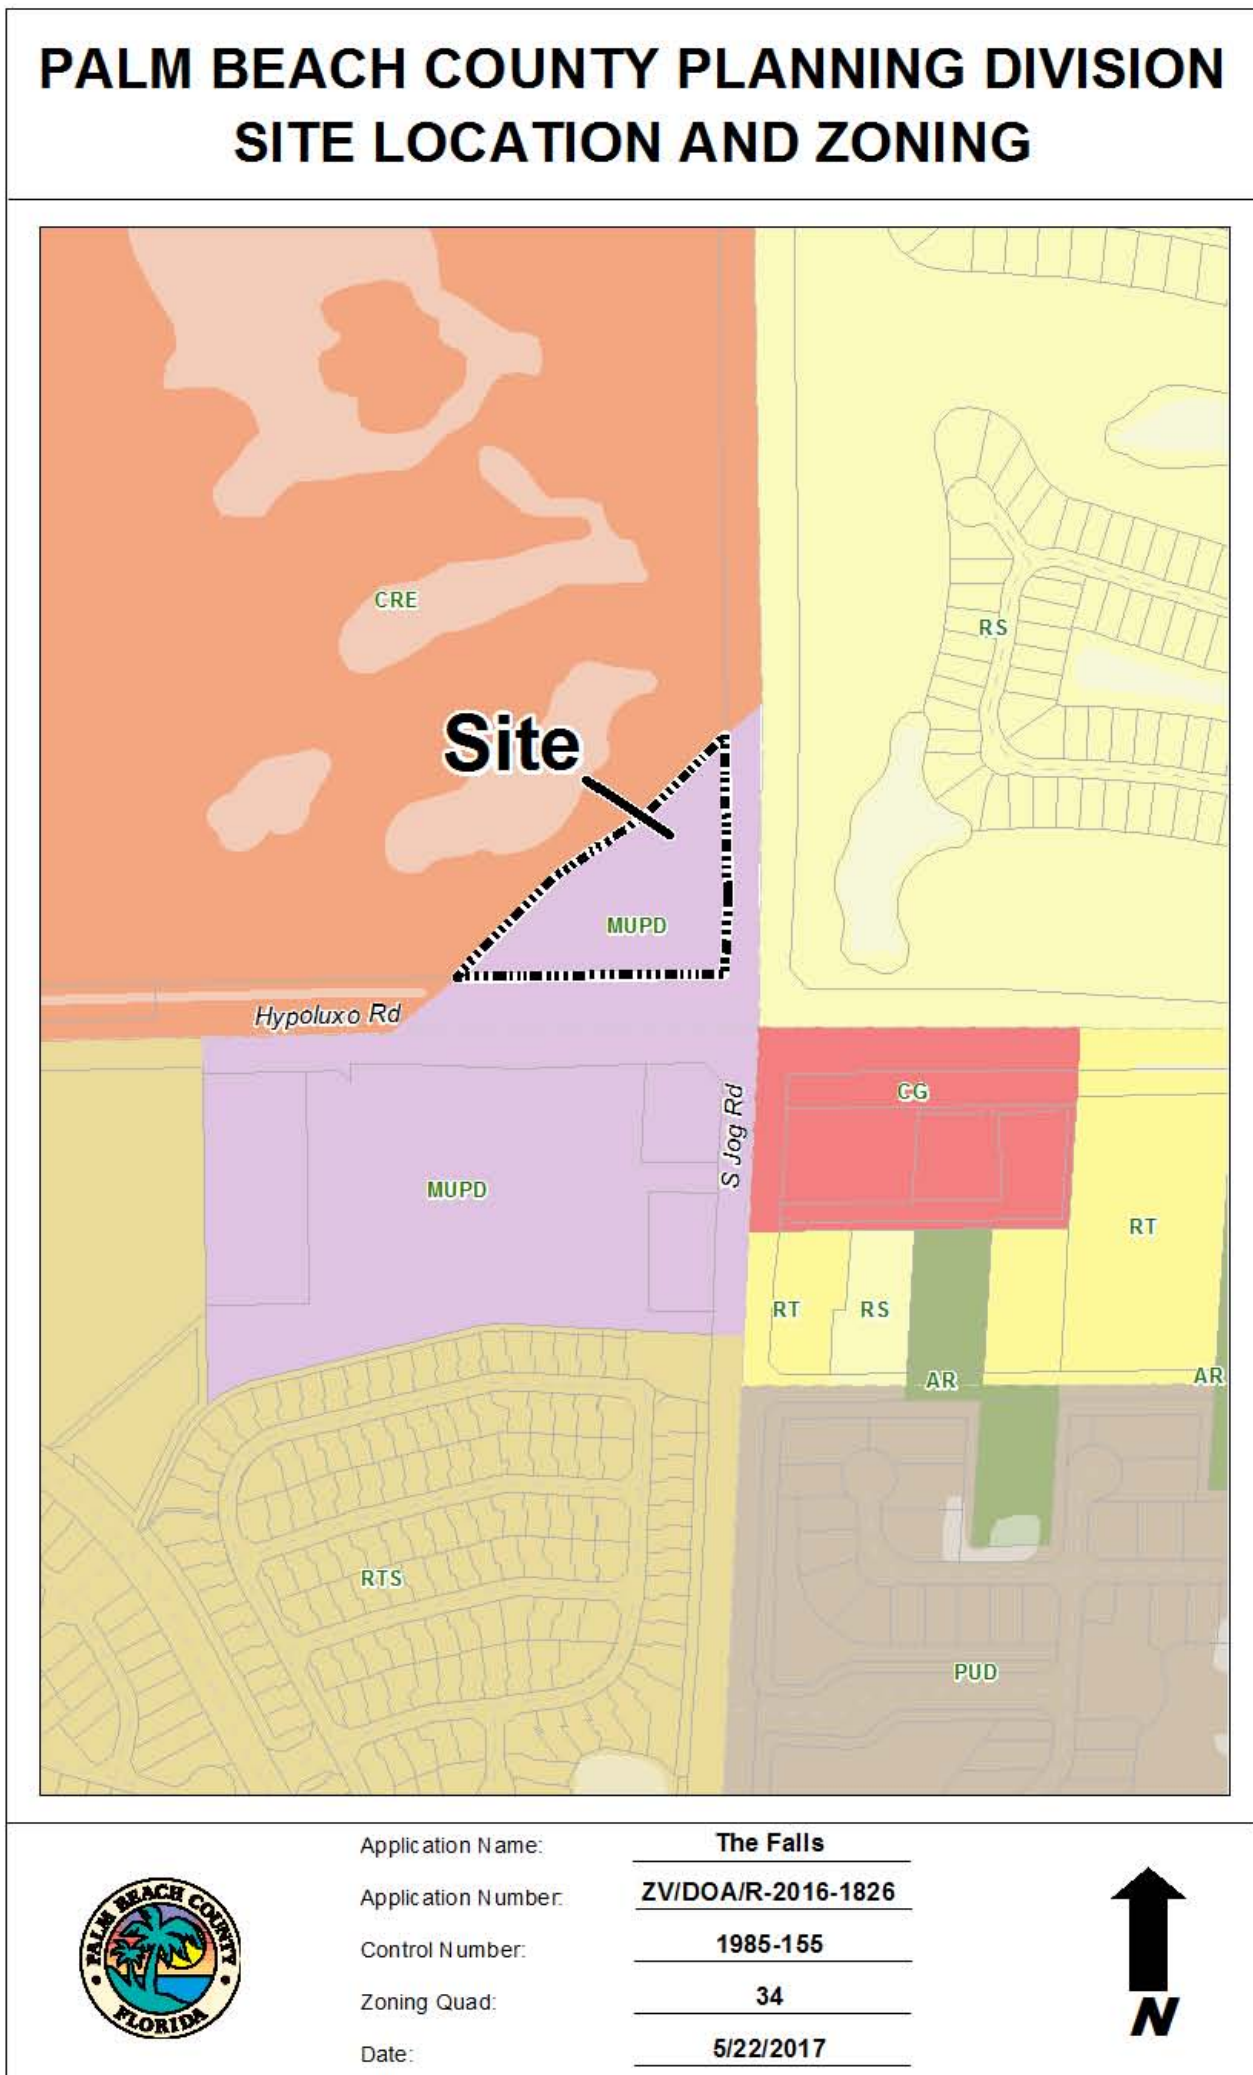 PALM BEACH COUNTY PLANNING DIVISION
SITE LOCATION AND ZONING
CRE
RS
Site
MUPD
Hypoluxo Rd
CG
S Jog Rd
MUPD
RT
RT
RS
AR
AR
RTS
PUD
Application Name: The Falls
Application Number: ZV/DOA/R-2016-1826
Control Number: 1985-155
Zoning Quad: 34
Date: 5/22/2017
PALM BEACH COUNTY
FLORIDA
N